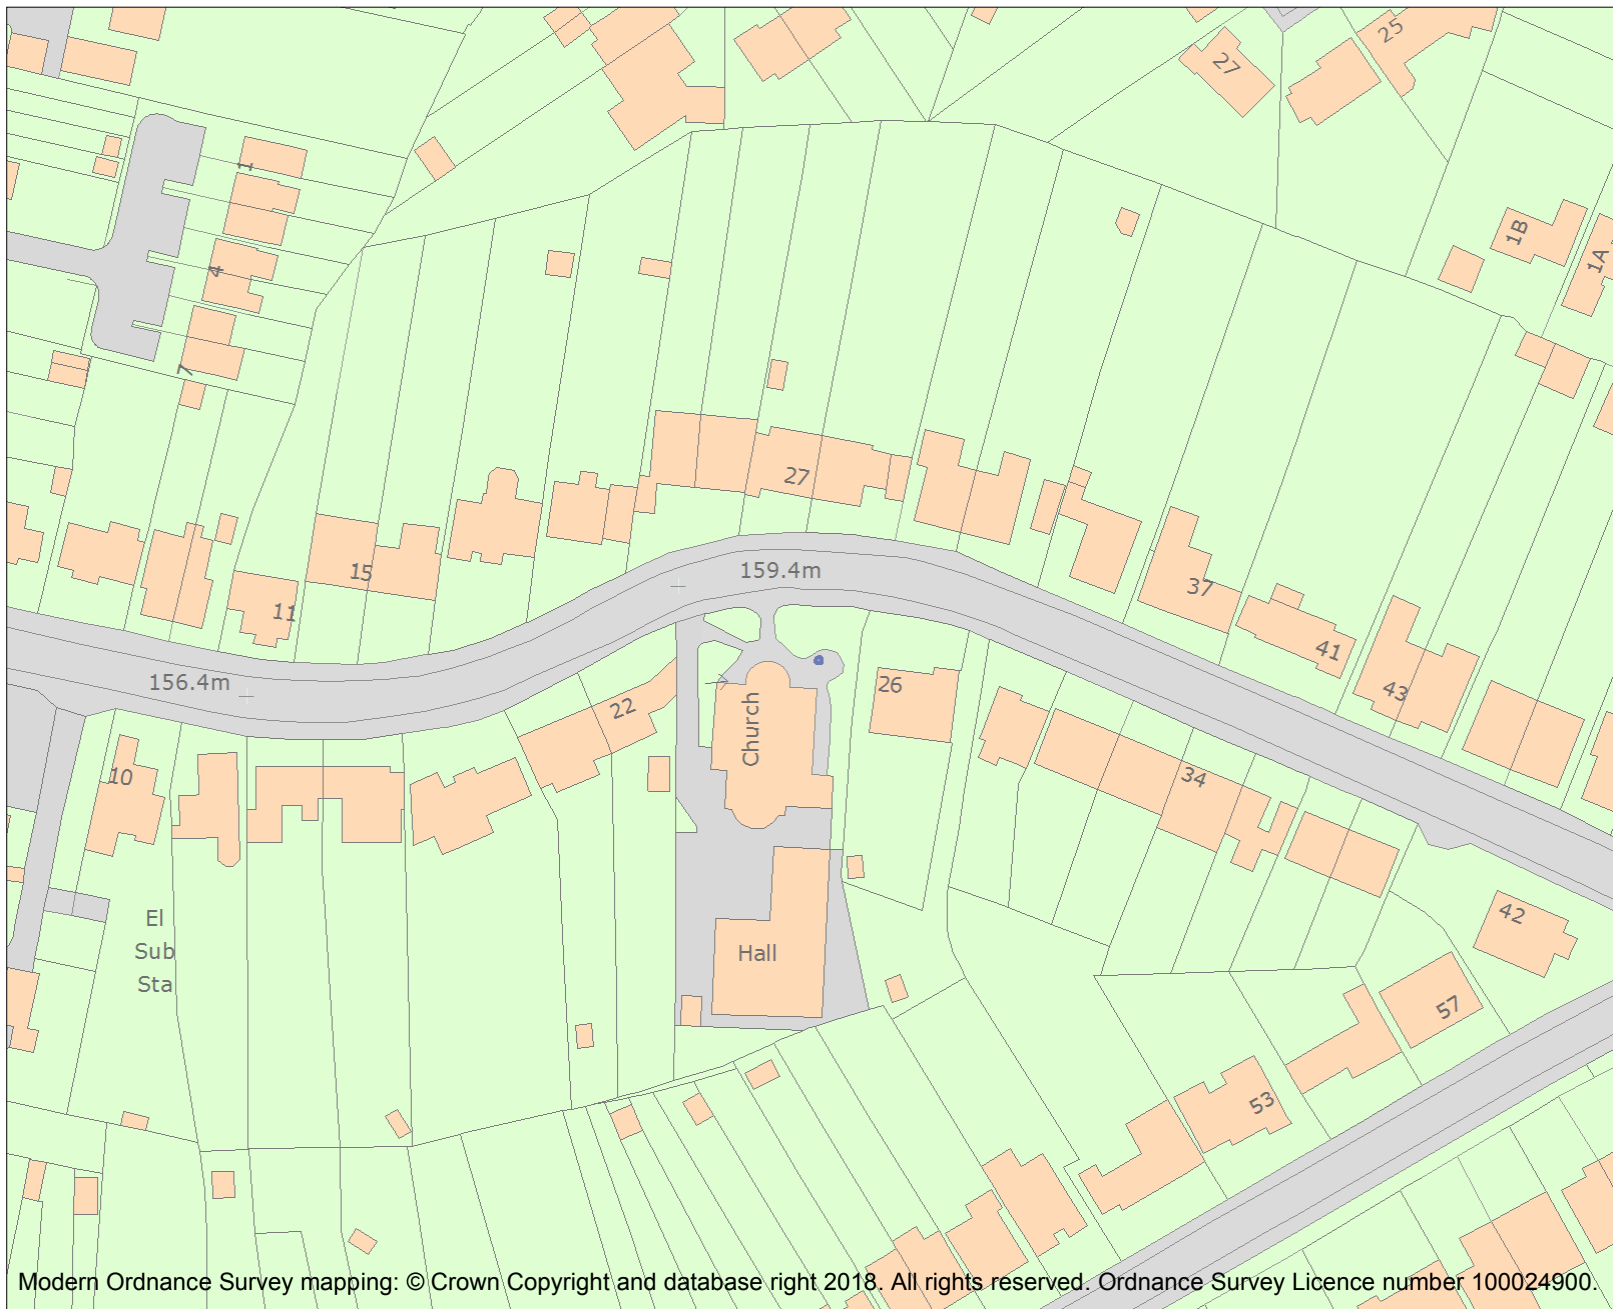 25
27
1
1B
1A
4
7
27
159.4m
15
37
11
41
156.4m
26
43
22
Church
10
34
42
El
Sub
Sta
Hall
57
53
Modern Ordnance Survey mapping: © Crown Copyright and database right 2018. All rights reserved. Ordnance Survey Licence number 100024900.